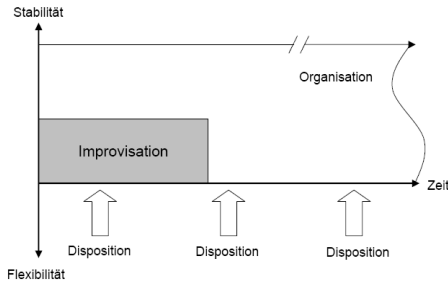 Stabilität
Organisation
Improvisation
Zeit
Disposition
Disposition
Disposition
Flexibilität